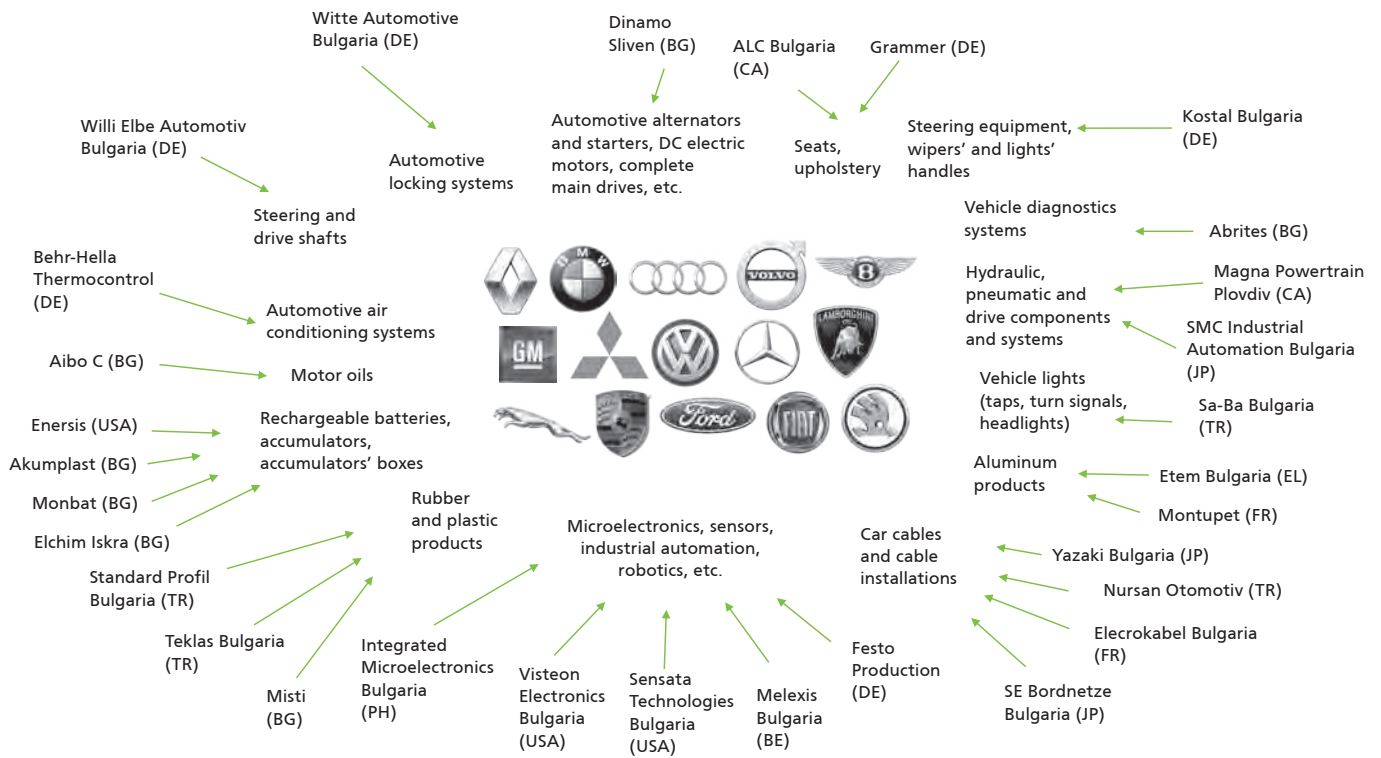 Witte Automotive
Bulgaria (DE)
Dinamo
Sliven (BG)
ALC Bulgaria
(CA)
Grammer (DE)
Willi Elbe Automotiv
Bulgaria (DE)
Automotive
locking systems
Automotive alternators
and starters, DC electric
motors, complete
main drives, etc.
Seats,
upholstery
Steering equipment,
wipers’ and lights’
handles
Kostal Bulgaria
(DE)
Steering and
drive shafts
Vehicle diagnostics
systems
Abrites (BG)
Behr-Hella
Thermocontrol
(DE)
Automotive air
conditioning systems
Hydraulic,
pneumatic and
drive components
and systems
Magna Powertrain
Plovdiv (CA)
SMC Industrial
Automation Bulgaria
(JP)
BMW
VOLVO
B
LAMBORGHINI
GM
Ford
FIAT
Aibo C (BG)
Motor oils
Vehicle lights
(taps, turn signals,
headlights)
Sa-Ba Bulgaria
(TR)
Enersis (USA)
Akumplast (BG)
Monbat (BG)
Elchim Iskra (BG)
Rechargeable batteries,
accumulators,
accumulators’ boxes
Aluminum
products
Etem Bulgaria (EL)
Montupet (FR)
Rubber
and plastic
products
Standard Profil
Bulgaria (TR)
Teklas Bulgaria
(TR)
Misti
(BG)
Microelectronics, sensors,
industrial automation,
robotics, etc.
Integrated
Microelectronics
Bulgaria
(PH)
Visteon
Electronics
Bulgaria
(USA)
Sensata
Technologies
Bulgaria
(USA)
Melexis
Bulgaria
(BE)
Festo
Production
(DE)
Car cables
and cable
installations
Yazaki Bulgaria (JP)
Nursan Otomotiv (TR)
Elecrokabel Bulgaria
(FR)
SE Bordnetze
Bulgaria (JP)